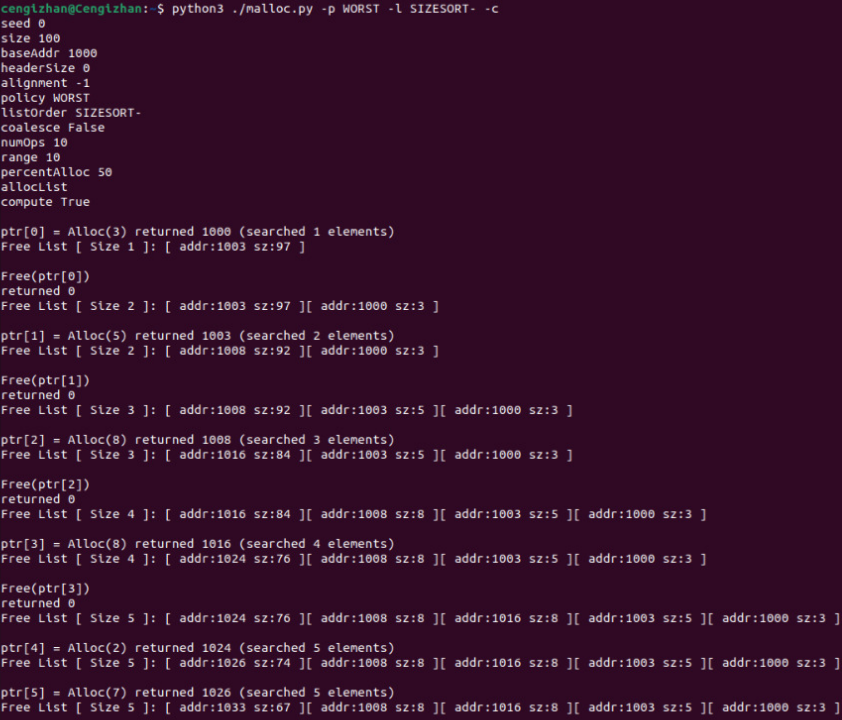 cengizhan@Cengizhan:~$ python3 ./malloc.py -p WORST -l SIZESORT- -c
seed 0
size 100
baseAddr 1000
headerSize 0
alignment -1
policy WORST
listOrder SIZESORT-
coalesce False
numOps 10
range 10
percentAlloc 50
allocList
compute True
ptr[0] = Alloc(3) returned 1000 (searched 1 elements)
Free List [ Size 1 ]: [ addr:1003 sz:97 ]
Free(ptr[0])
returned 0
Free List [ Size 2 ]: [ addr:1003 sz:97 ][ addr:1000 sz:3 ]
ptr[1] = Alloc(5) returned 1003 (searched 2 elements)
Free List [ Size 2 ]: [ addr:1008 sz:92 ][ addr:1000 sz:3 ]
Free(ptr[1])
returned 0
Free List [ Size 3 ]: [ addr:1008 sz:92 ][ addr:1003 sz:5 ][ addr:1000 sz:3 ]
ptr[2] = Alloc(8) returned 1008 (searched 3 elements)
Free List [ Size 3 ]: [ addr:1016 sz:84 ][ addr:1003 sz:5 ][ addr:1000 sz:3 ]
Free(ptr[2])
returned 0
Free List [ Size 4 ]: [ addr:1016 sz:84 ][ addr:1008 sz:8 ][ addr:1003 sz:5 ][ addr:1000 sz:3 ]
ptr[3] = Alloc(8) returned 1016 (searched 4 elements)
Free List [ Size 4 ]: [ addr:1024 sz:76 ][ addr:1008 sz:8 ][ addr:1003 sz:5 ][ addr:1000 sz:3 ]
Free(ptr[3])
returned 0
Free List [ Size 5 ]: [ addr:1024 sz:76 ][ addr:1008 sz:8 ][ addr:1016 sz:8 ][ addr:1003 sz:5 ][ addr:1000 sz:3 ]
ptr[4] = Alloc(2) returned 1024 (searched 5 elements)
Free List [ Size 5 ]: [ addr:1026 sz:74 ][ addr:1008 sz:8 ][ addr:1016 sz:8 ][ addr:1003 sz:5 ][ addr:1000 sz:3 ]
ptr[5] = Alloc(7) returned 1026 (searched 5 elements)
Free List [ Size 5 ]: [ addr:1033 sz:67 ][ addr:1008 sz:8 ][ addr:1016 sz:8 ][ addr:1003 sz:5 ][ addr:1000 sz:3 ]